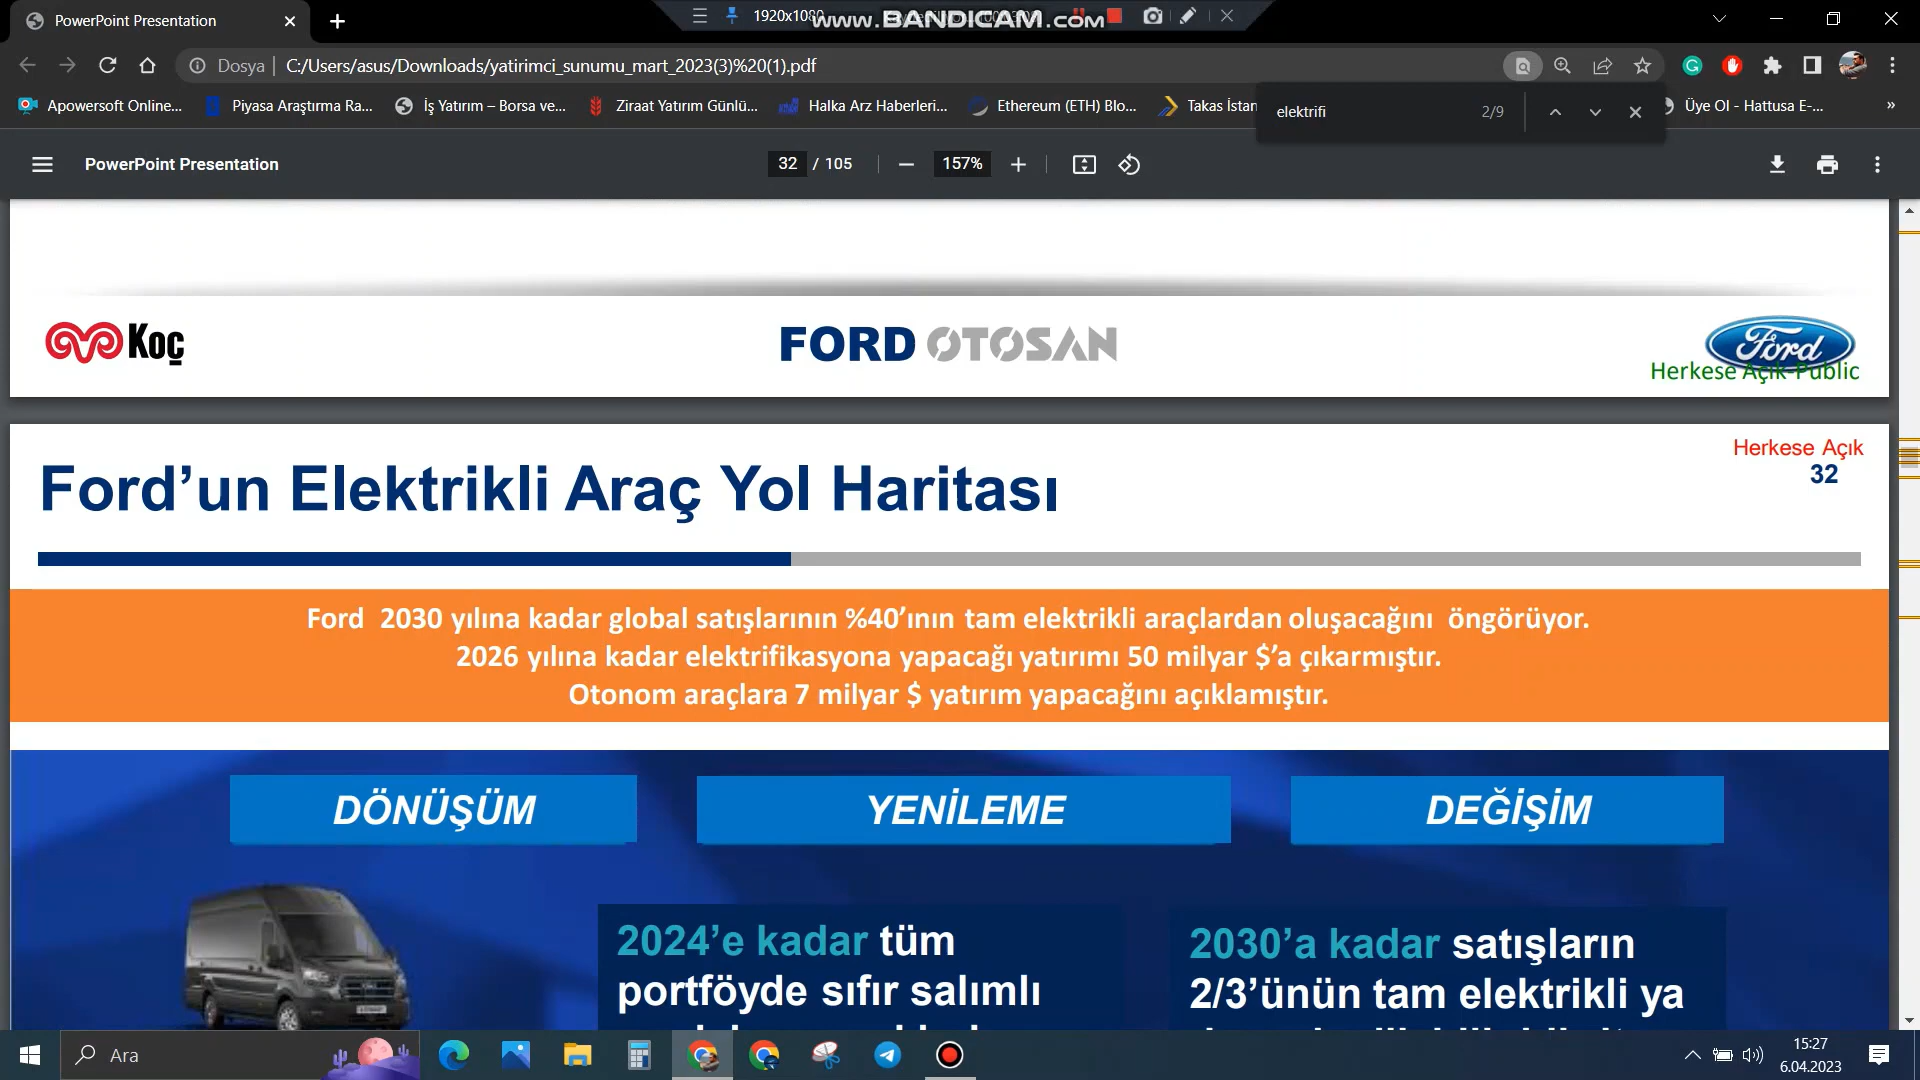 PowerPoint Presentation
1920x1080
www.BANDICAM.com
Dosya
C:/Users/asus/Downloads/yatirimci_sunumu_mart_2023(3)%20(1).pdf
Apowersoft Online...
Piyasa Araştırma Ra...
İş Yatırım – Borsa ve...
Ziraat Yatırım Günlü...
Halka Arz Haberleri...
Ethereum (ETH) Blo...
Takas İstan
elektrifi
2/9
Üye Ol - Hattusa E-...
»
PowerPoint Presentation
32 / 105
157%
Koç
FORD OTOSAN
Ford
Herkese Açık-Public
Herkese Açık
32
Ford’un Elektrikli Araç Yol Haritası
Ford 2030 yılına kadar global satışlarının %40’ının tam elektrikli araçlardan oluşacağını öngörüyor.
2026 yılına kadar elektrifikasyona yapacağı yatırımı 50 milyar $’a çıkarmıştır.
Otonom araçlara 7 milyar $ yatırım yapacağını açıklamıştır.
DÖNÜŞÜM
YENİLEME
DEĞİŞİM
2024’e kadar tüm
portföyde sıfır salımlı
2030’a kadar satışların
2/3’ünün tam elektrikli ya
Ara
15:27
6.04.2023